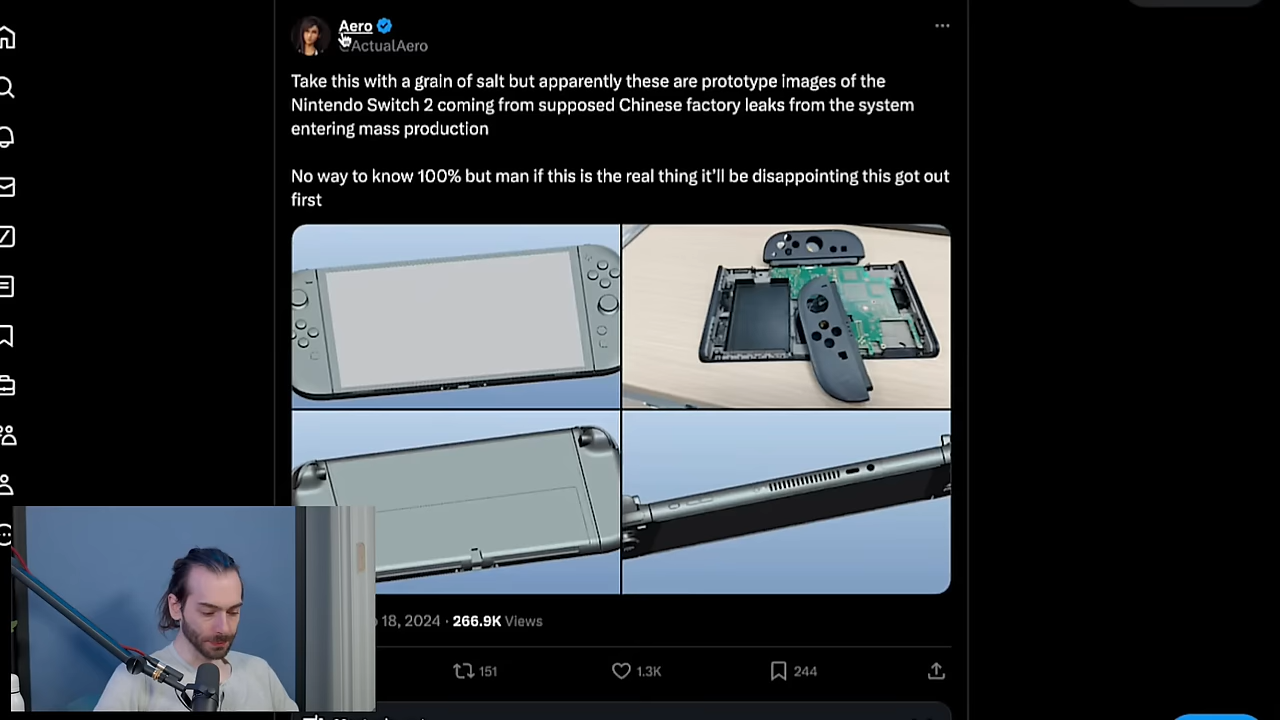 Aero
@ActualAero
Take this with a grain of salt but apparently these are prototype images of the
Nintendo Switch 2 coming from supposed Chinese factory leaks from the system
entering mass production
No way to know 100% but man if this is the real thing it'll be disappointing this got out
first
18, 2024 · 266.9K Views
151
1.3K
244